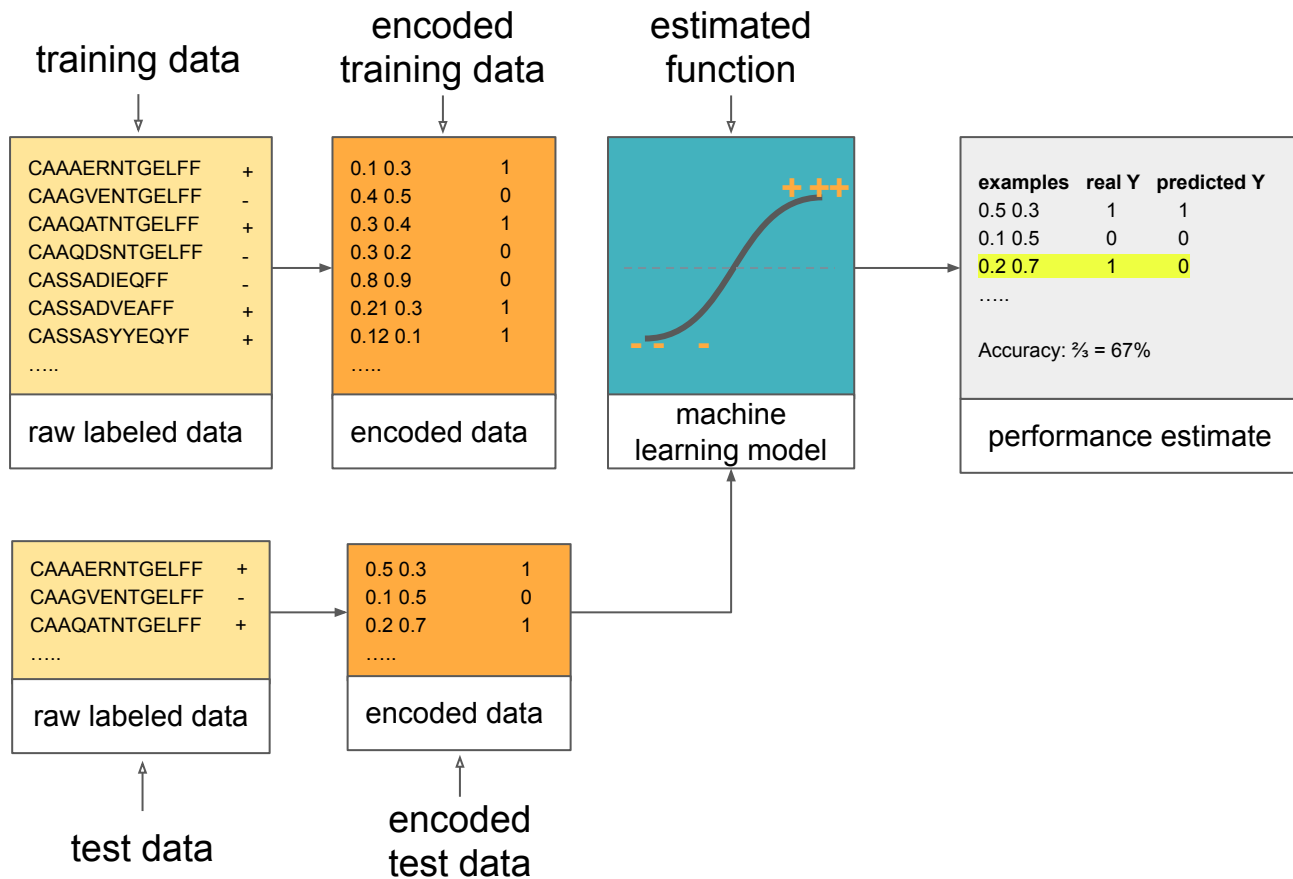 training data
encoded
training data
estimated
function
CAAAERNTGELFF +
CAAGVENTGELFF -
CAAQATNTGELFF +
CAAQDSNTGELFF -
CASSADIEQFF -
CASSADVEAFF +
CASSASYYEQYF +
…..
raw labeled data
0.1 0.3 1
0.4 0.5 0
0.3 0.4 1
0.3 0.2 0
0.8 0.9 0
0.21 0.3 1
0.12 0.1 1
…..
encoded data
+ ++
- - -
machine
learning model
examples real Y predicted Y
0.5 0.3 1 1
0.1 0.5 0 0
0.2 0.7 1 0
…..
Accuracy: ⅔ = 67%
performance estimate
CAAAERNTGELFF +
CAAGVENTGELFF -
CAAQATNTGELFF +
…..
raw labeled data
0.5 0.3 1
0.1 0.5 0
0.2 0.7 1
…..
encoded data
test data
encoded
test data